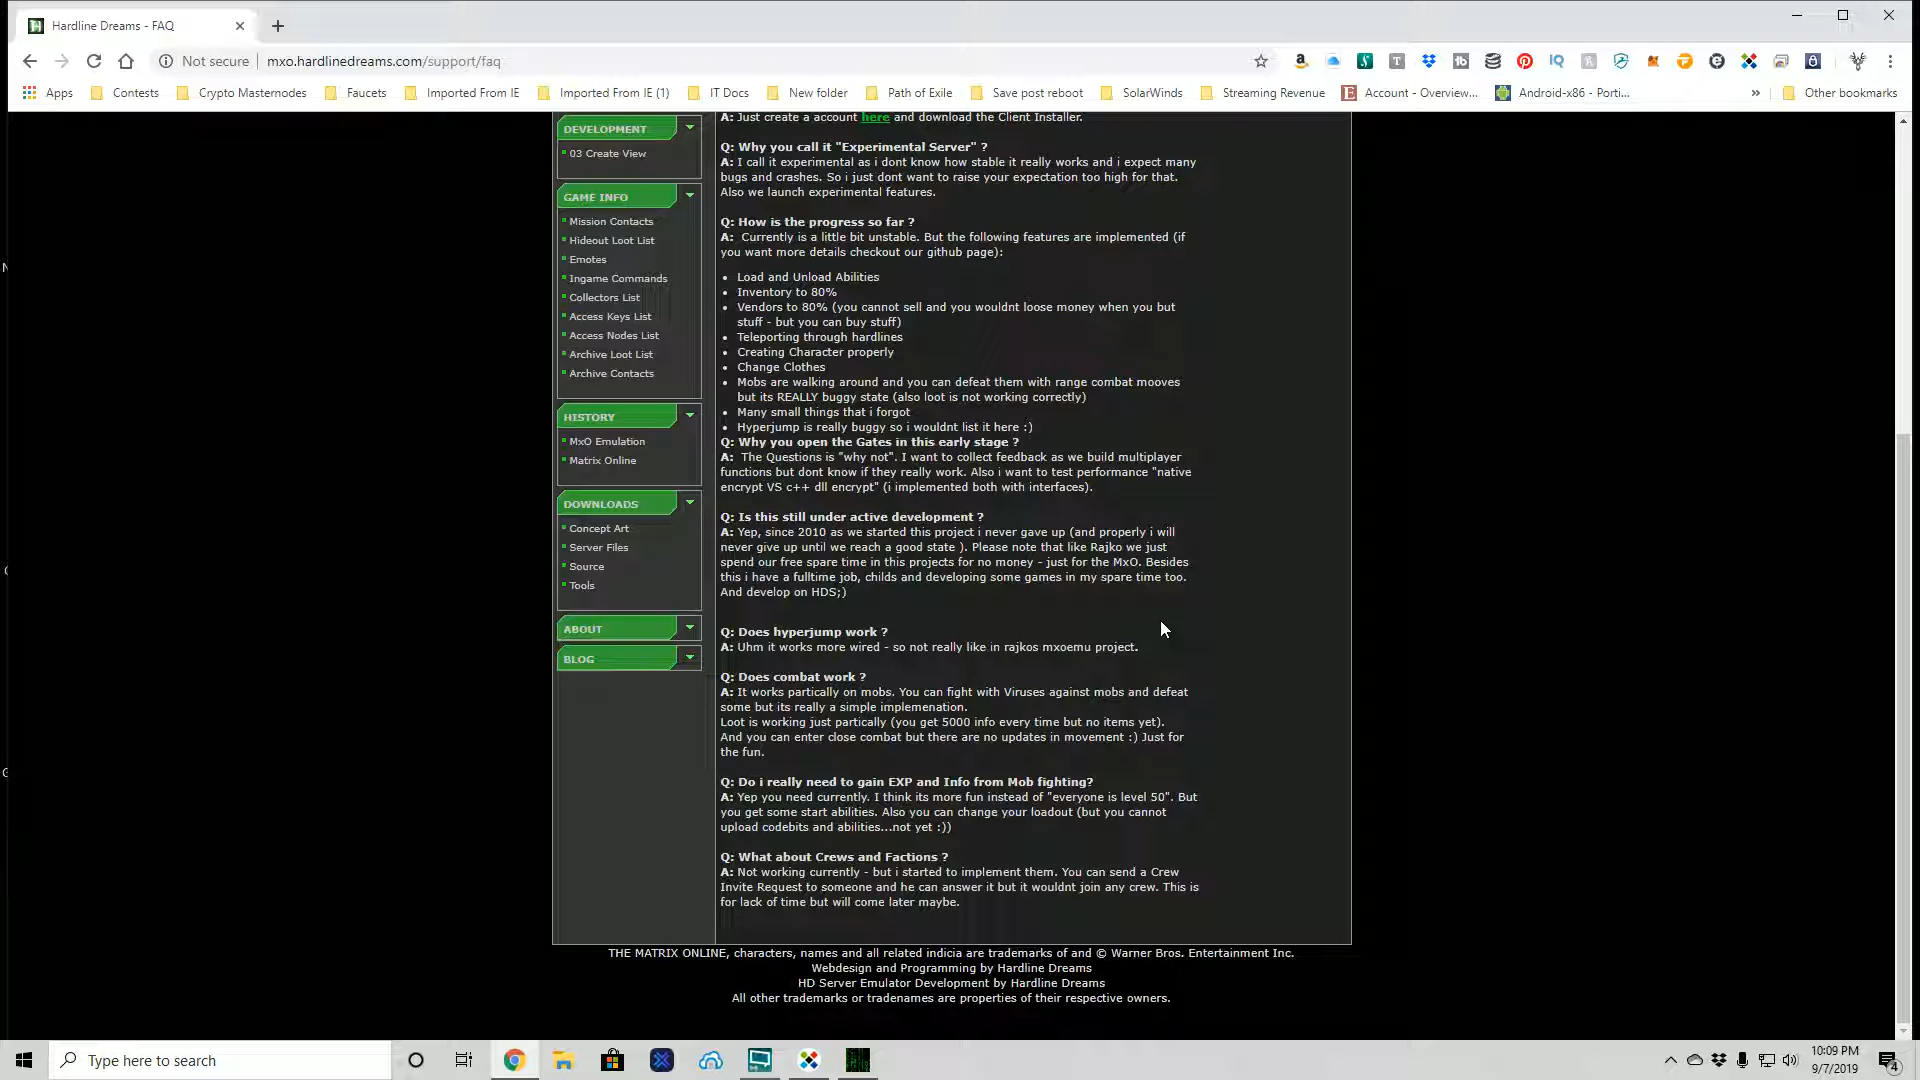 Hardline Dreams - FAQ
Not secure | mxo.hardlinedreams.com/support/faq
Apps Contests Crypto Masternodes Faucets Imported From IE Imported From IE (1) IT Docs New folder Path of Exile Save post reboot SolarWinds Streaming Revenue Account - Overview... Android-x86 - Porti... » Other bookmarks
DEVELOPMENT
03 Create View
GAME INFO
Mission Contacts
Hideout Loot List
Emotes
Ingame Commands
Collectors List
Access Keys List
Access Nodes List
Archive Loot List
Archive Contacts
HISTORY
MxO Emulation
Matrix Online
DOWNLOADS
Concept Art
Server Files
Source
Tools
ABOUT
BLOG
A: Just create a account here and download the Client Installer.
Q: Why you call it "Experimental Server" ?
A: I call it experimental as i dont know how stable it really works and i expect many
bugs and crashes. So i just dont want to raise your expectation too high for that.
Also we launch experimental features.
Q: How is the progress so far ?
A: Currently is a little bit unstable. But the following features are implemented (if
you want more details checkout our github page):
• Load and Unload Abilities
• Inventory to 80%
• Vendors to 80% (you cannot sell and you wouldnt loose money when you but
stuff - but you can buy stuff)
• Teleporting through hardlines
• Creating Character properly
• Change Clothes
• Mobs are walking around and you can defeat them with range combat mooves
but its REALLY buggy state (also loot is not working correctly)
• Many small things that i forgot
• Hyperjump is really buggy so i wouldnt list it here :)
Q: Why you open the Gates in this early stage ?
A: The Questions is "why not". I want to collect feedback as we build multiplayer
functions but dont know if they really work. Also i want to test performance "native
encrypt VS c++ dll encrypt" (i implemented both with interfaces).
Q: Is this still under active development ?
A: Yep, since 2010 as we started this project i never gave up (and properly i will
never give up until we reach a good state ). Please note that like Rajko we just
spend our free spare time in this projects for no money - just for the MxO. Besides
this i have a fulltime job, childs and developing some games in my spare time too.
And develop on HDS;)
Q: Does hyperjump work ?
A: Uhm it works more wired - so not really like in rajkos mxoemu project.
Q: Does combat work ?
A: It works partically on mobs. You can fight with Viruses against mobs and defeat
some but its really a simple implemenation.
Loot is working just partically (you get 5000 info every time but no items yet).
And you can enter close combat but there are no updates in movement :) Just for
the fun.
Q: Do i really need to gain EXP and Info from Mob fighting?
A: Yep you need currently. I think its more fun instead of "everyone is level 50". But
you get some start abilities. Also you can change your loadout (but you cannot
upload codebits and abilities...not yet :))
Q: What about Crews and Factions ?
A: Not working currently - but i started to implement them. You can send a Crew
Invite Request to someone and he can answer it but it wouldnt join any crew. This is
for lack of time but will come later maybe.
THE MATRIX ONLINE, characters, names and all related indicia are trademarks of and © Warner Bros. Entertainment Inc.
Webdesign and Programming by Hardline Dreams
HD Server Emulator Development by Hardline Dreams
All other trademarks or tradenames are properties of their respective owners.
Type here to search
10:09 PM
9/7/2019
4